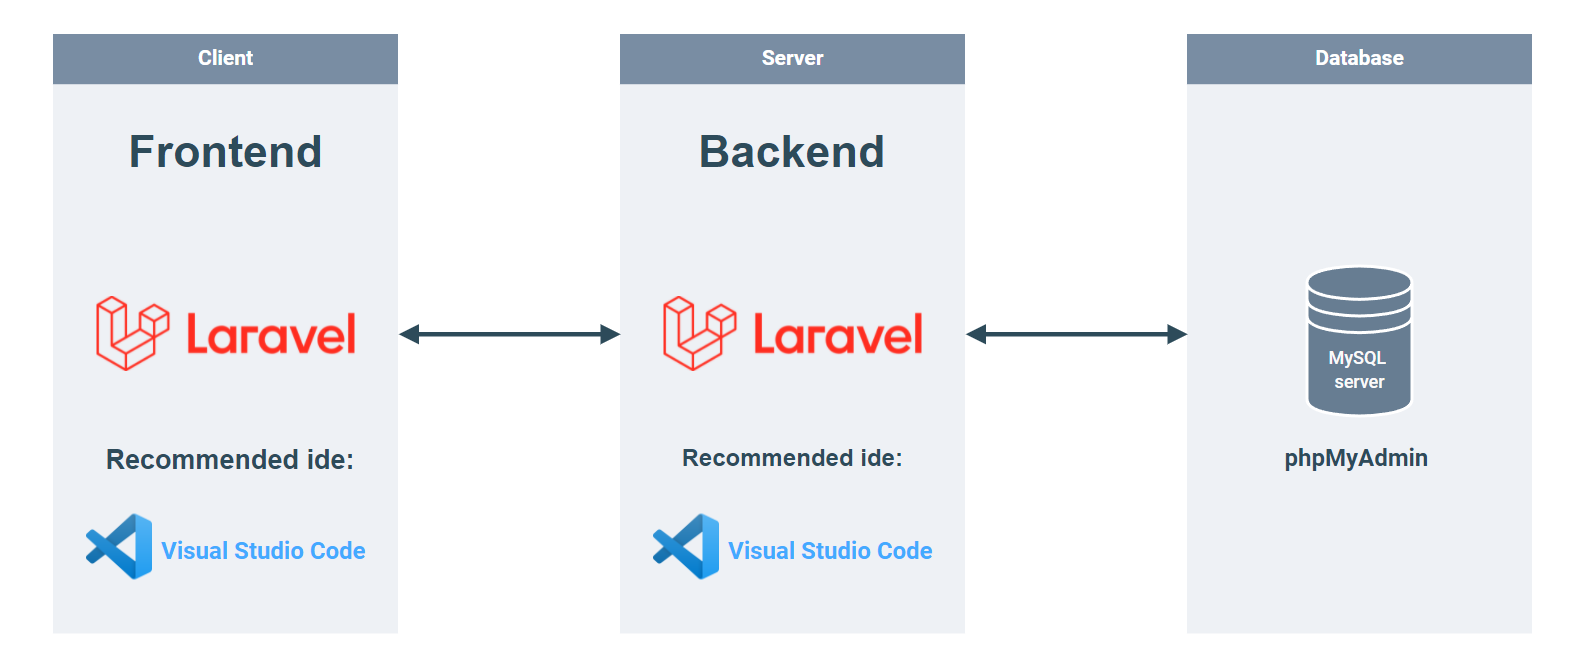 Client
Frontend
Laravel
Recommended ide:
Visual Studio Code
Server
Backend
Laravel
Recommended ide:
Visual Studio Code
Database
MySQL
server
phpMyAdmin